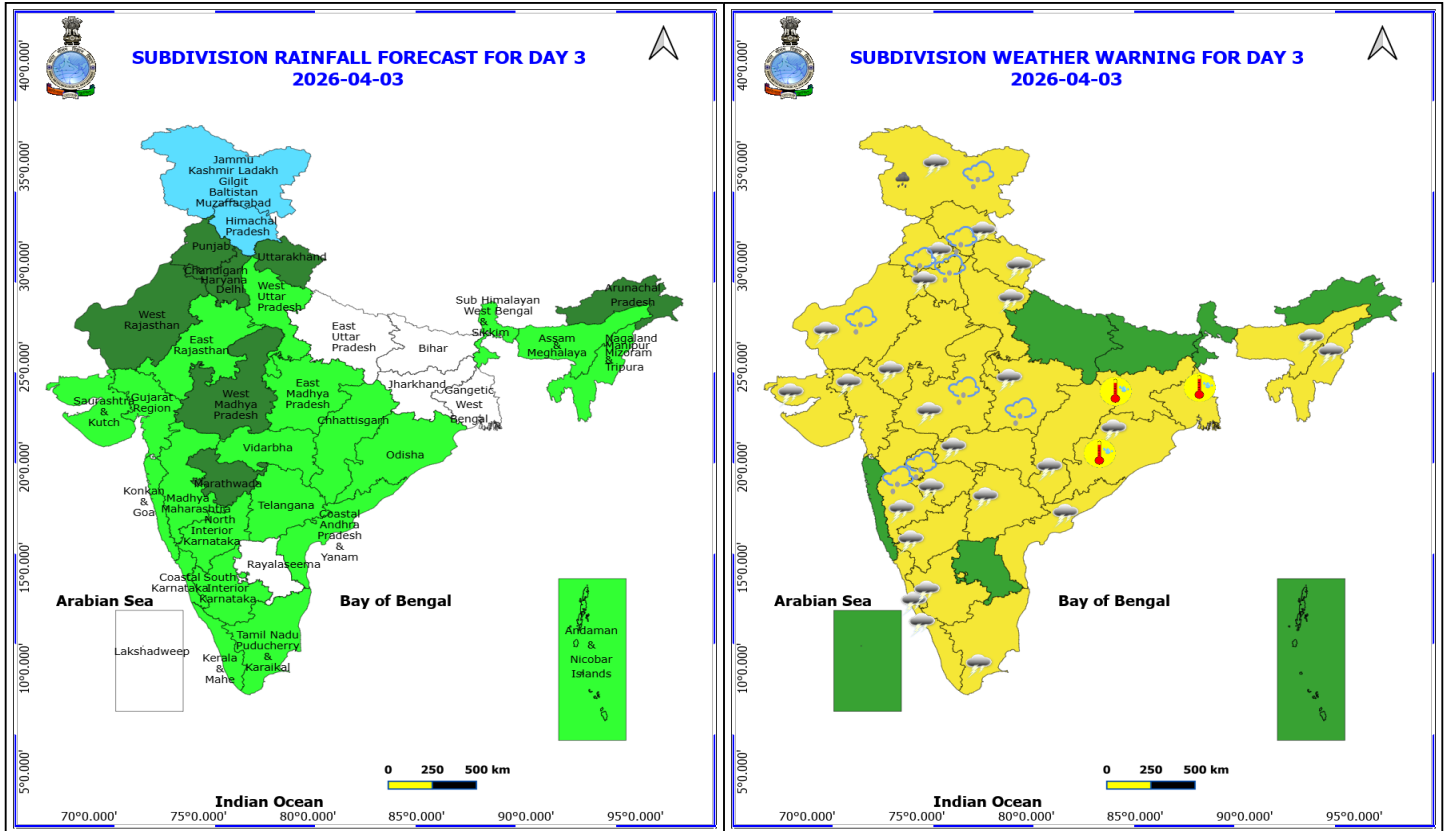 SUBDIVISION RAINFALL FORECAST FOR DAY 3
2026-04-03
40°0.000'
35°0.000'
30°0.000'
25°0.000'
20°0.000'
15°0.000'
10°0.000'
5°0.000'
Jammu
Kashmir Ladakh
Gilgit
Baltistan
Muzaffarabad
Himachal
Pradesh
Punjab
Uttarakhand
Chandigarh
Haryana
Delhi
West
Uttar
Pradesh
West
Rajasthan
East
Rajasthan
East
Uttar
Pradesh
Bihar
Sub Himalayan
West Bengal
&
Sikkim
Arunachal
Pradesh
Assam
&
Meghalaya
Nagaland
Manipur
Mizoram
&
Tripura
Jharkhand
Gangetic
West
Bengal
Saurashtra
&
Kutch
Gujarat
Region
West
Madhya
Pradesh
East
Madhya
Pradesh
Chhattisgarh
Vidarbha
Odisha
Konkan
&
Goa
Madhya
Maharashtra
Marathwada
Telangana
North
Interior
Karnataka
Coastal
Andhra
Pradesh
&
Yanam
Rayalaseema
Coastal
Karnataka
South
Interior
Karnataka
Arabian Sea
Bay of Bengal
Lakshadweep
Kerala
&
Mahe
Tamil Nadu
Puducherry
&
Karaikal
Andaman
&
Nicobar
Islands
0 250 500 km
Indian Ocean
70°0.000' 75°0.000' 80°0.000' 85°0.000' 90°0.000' 95°0.000'
SUBDIVISION WEATHER WARNING FOR DAY 3
2026-04-03
40°0.000'
35°0.000'
30°0.000'
25°0.000'
20°0.000'
15°0.000'
10°0.000'
5°0.000'
Arabian Sea
Bay of Bengal
0 250 500 km
Indian Ocean
70°0.000' 75°0.000' 80°0.000' 85°0.000' 90°0.000' 95°0.000'